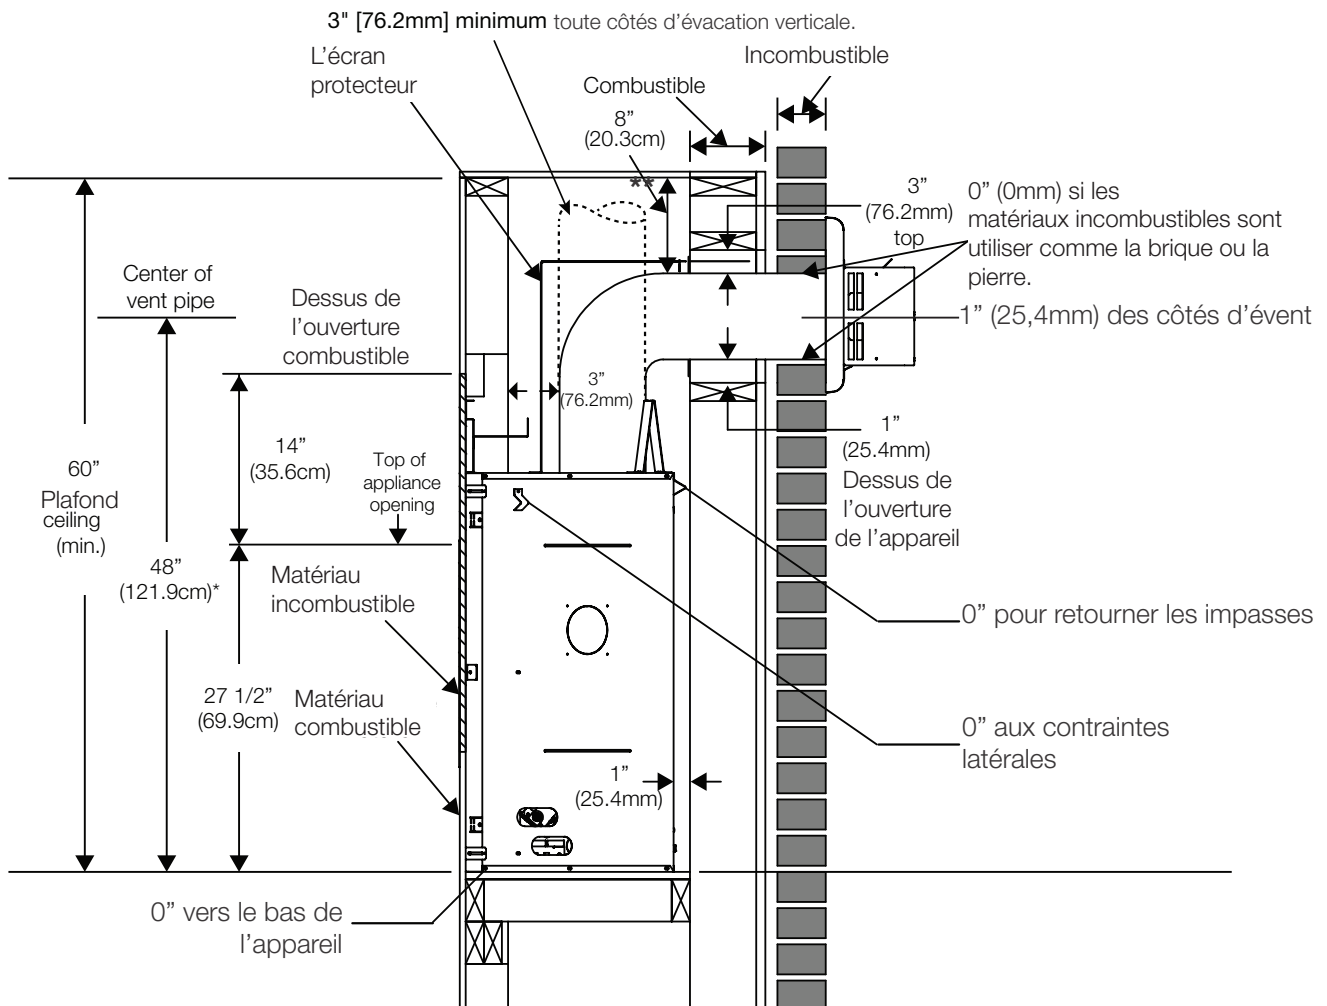 3" [76.2mm] minimum toute côtés d’évacation verticale.
L’écran
protecteur
Incombustible
Combustible
8”
(20.3cm)
**
3”
(76.2mm)
top
0” (0mm) si les
matériaux incombustibles sont
utiliser comme la brique ou la
pierre.
Center of
vent pipe
Dessus de
l’ouverture
combustible
1” (25,4mm) des côtés d’évent
3”
(76.2mm)
1”
(25.4mm)
Dessus de
l’ouverture
de l’appareil
14”
(35.6cm)
Top of
appliance
opening
60”
Plafond
ceiling
(min.)
48”
(121.9cm)*
Matériau
incombustible
0” pour retourner les impasses
27 1/2”
(69.9cm)
Matériau
combustible
0” aux contraintes
latérales
1”
(25.4mm)
0” vers le bas de
l’appareil